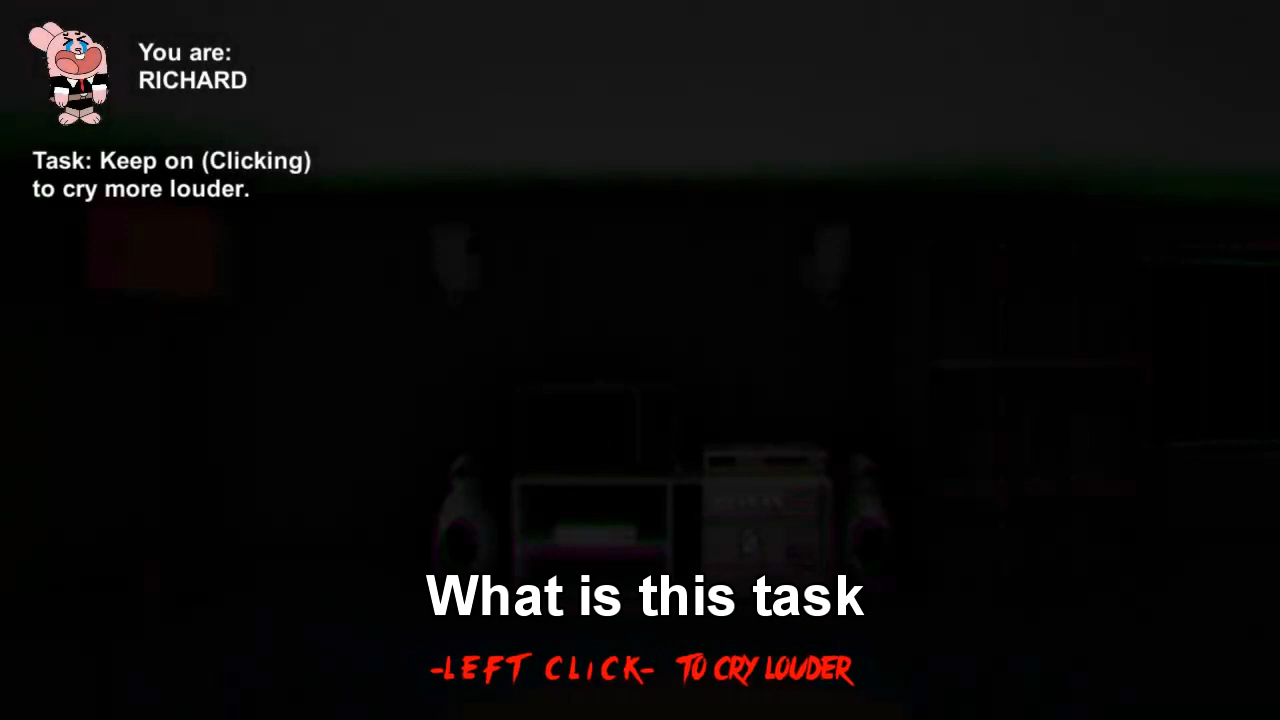 You are:
RICHARD
Task: Keep on (Clicking)
to cry more louder.
What is this task
-LEFT CLICK- TO CRY LOUDER